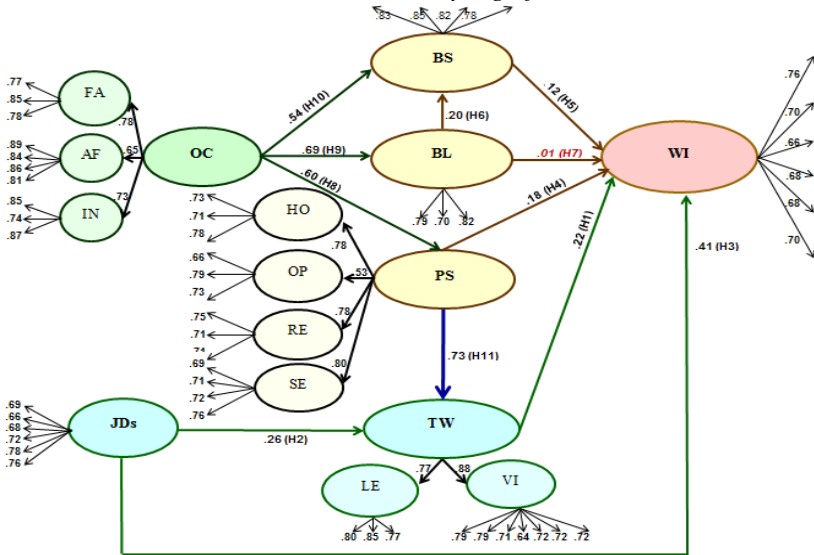 .83 .85 .82 .78
BS
.77
.85
.78
FA
.78
.54 (H10)
.12 (H5)
.76
.70
.66
.68
.68
.70
.20 (H6)
.89
.84
.86
.81
AF
.65
OC
.69 (H9)
BL
.01 (H7)
WI
.60 (H8)
.85
.74
.87
IN
.73
.79 .70 .82
.18 (H4)
.73
.71
.78
HO
.78
.22 (H1)
.41 (H3)
.66
.79
.73
OP
.53
PS
.75
.71
RE
.78
.73 (H11)
.69
.71
.72
.76
SE
.80
.69
.66
.68
.72
.78
.76
JDs
.26 (H2)
TW
.77
.88
LE
VI
.80 .85 .77
.79 .79 .71 .64 .72 .72 .72